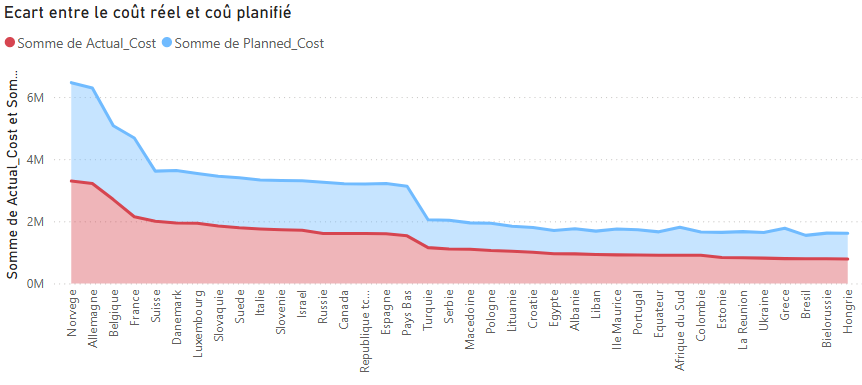 Ecart entre le coût réel et coû planifié
Somme de Actual_Cost Somme de Planned_Cost
Somme de Actual_Cost et Som...
6M
4M
2M
0M
Norvege
Allemagne
Belgique
France
Suisse
Danemark
Luxembourg
Slovaquie
Suede
Italie
Slovenie
Israel
Russie
Canada
Republique tc...
Espagne
Pays Bas
Turquie
Serbie
Macedoine
Pologne
Lituanie
Croatie
Egypte
Albanie
Liban
Ile Maurice
Portugal
Equateur
Afrique du Sud
Colombie
Estonie
La Reunion
Ukraine
Grece
Bresil
Bielorussie
Hongrie